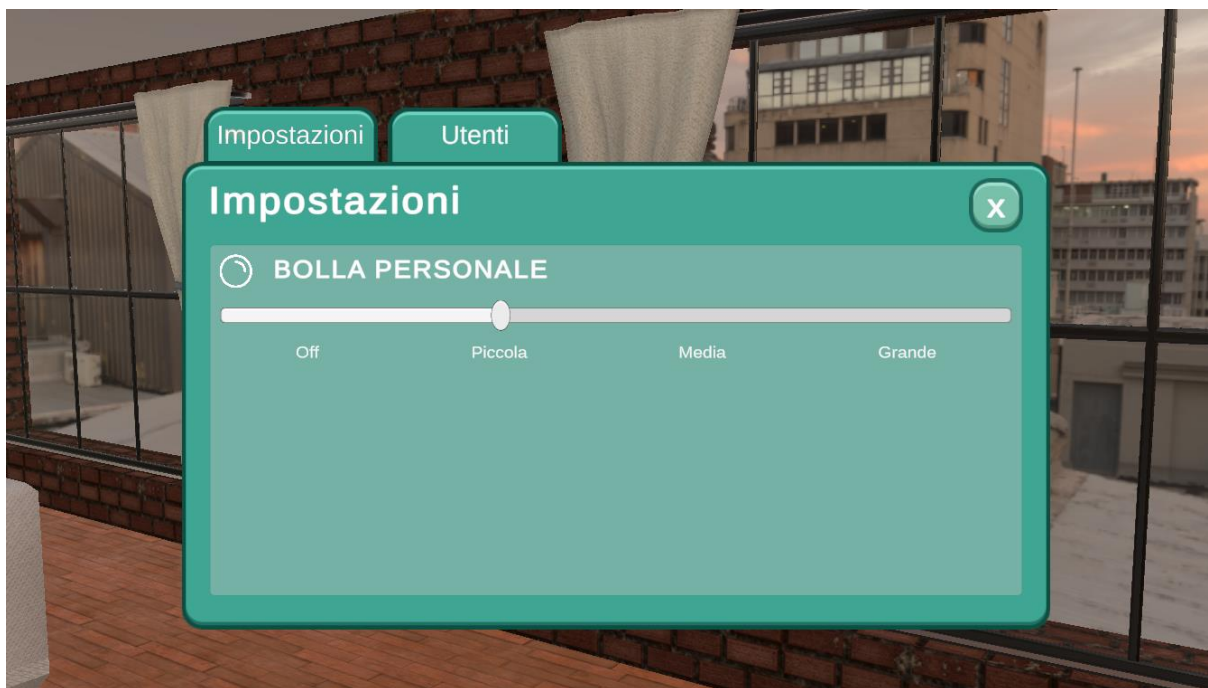 Impostazioni Utenti
Impostazioni
X
BOLLA PERSONALE
Off Piccola Media Grande